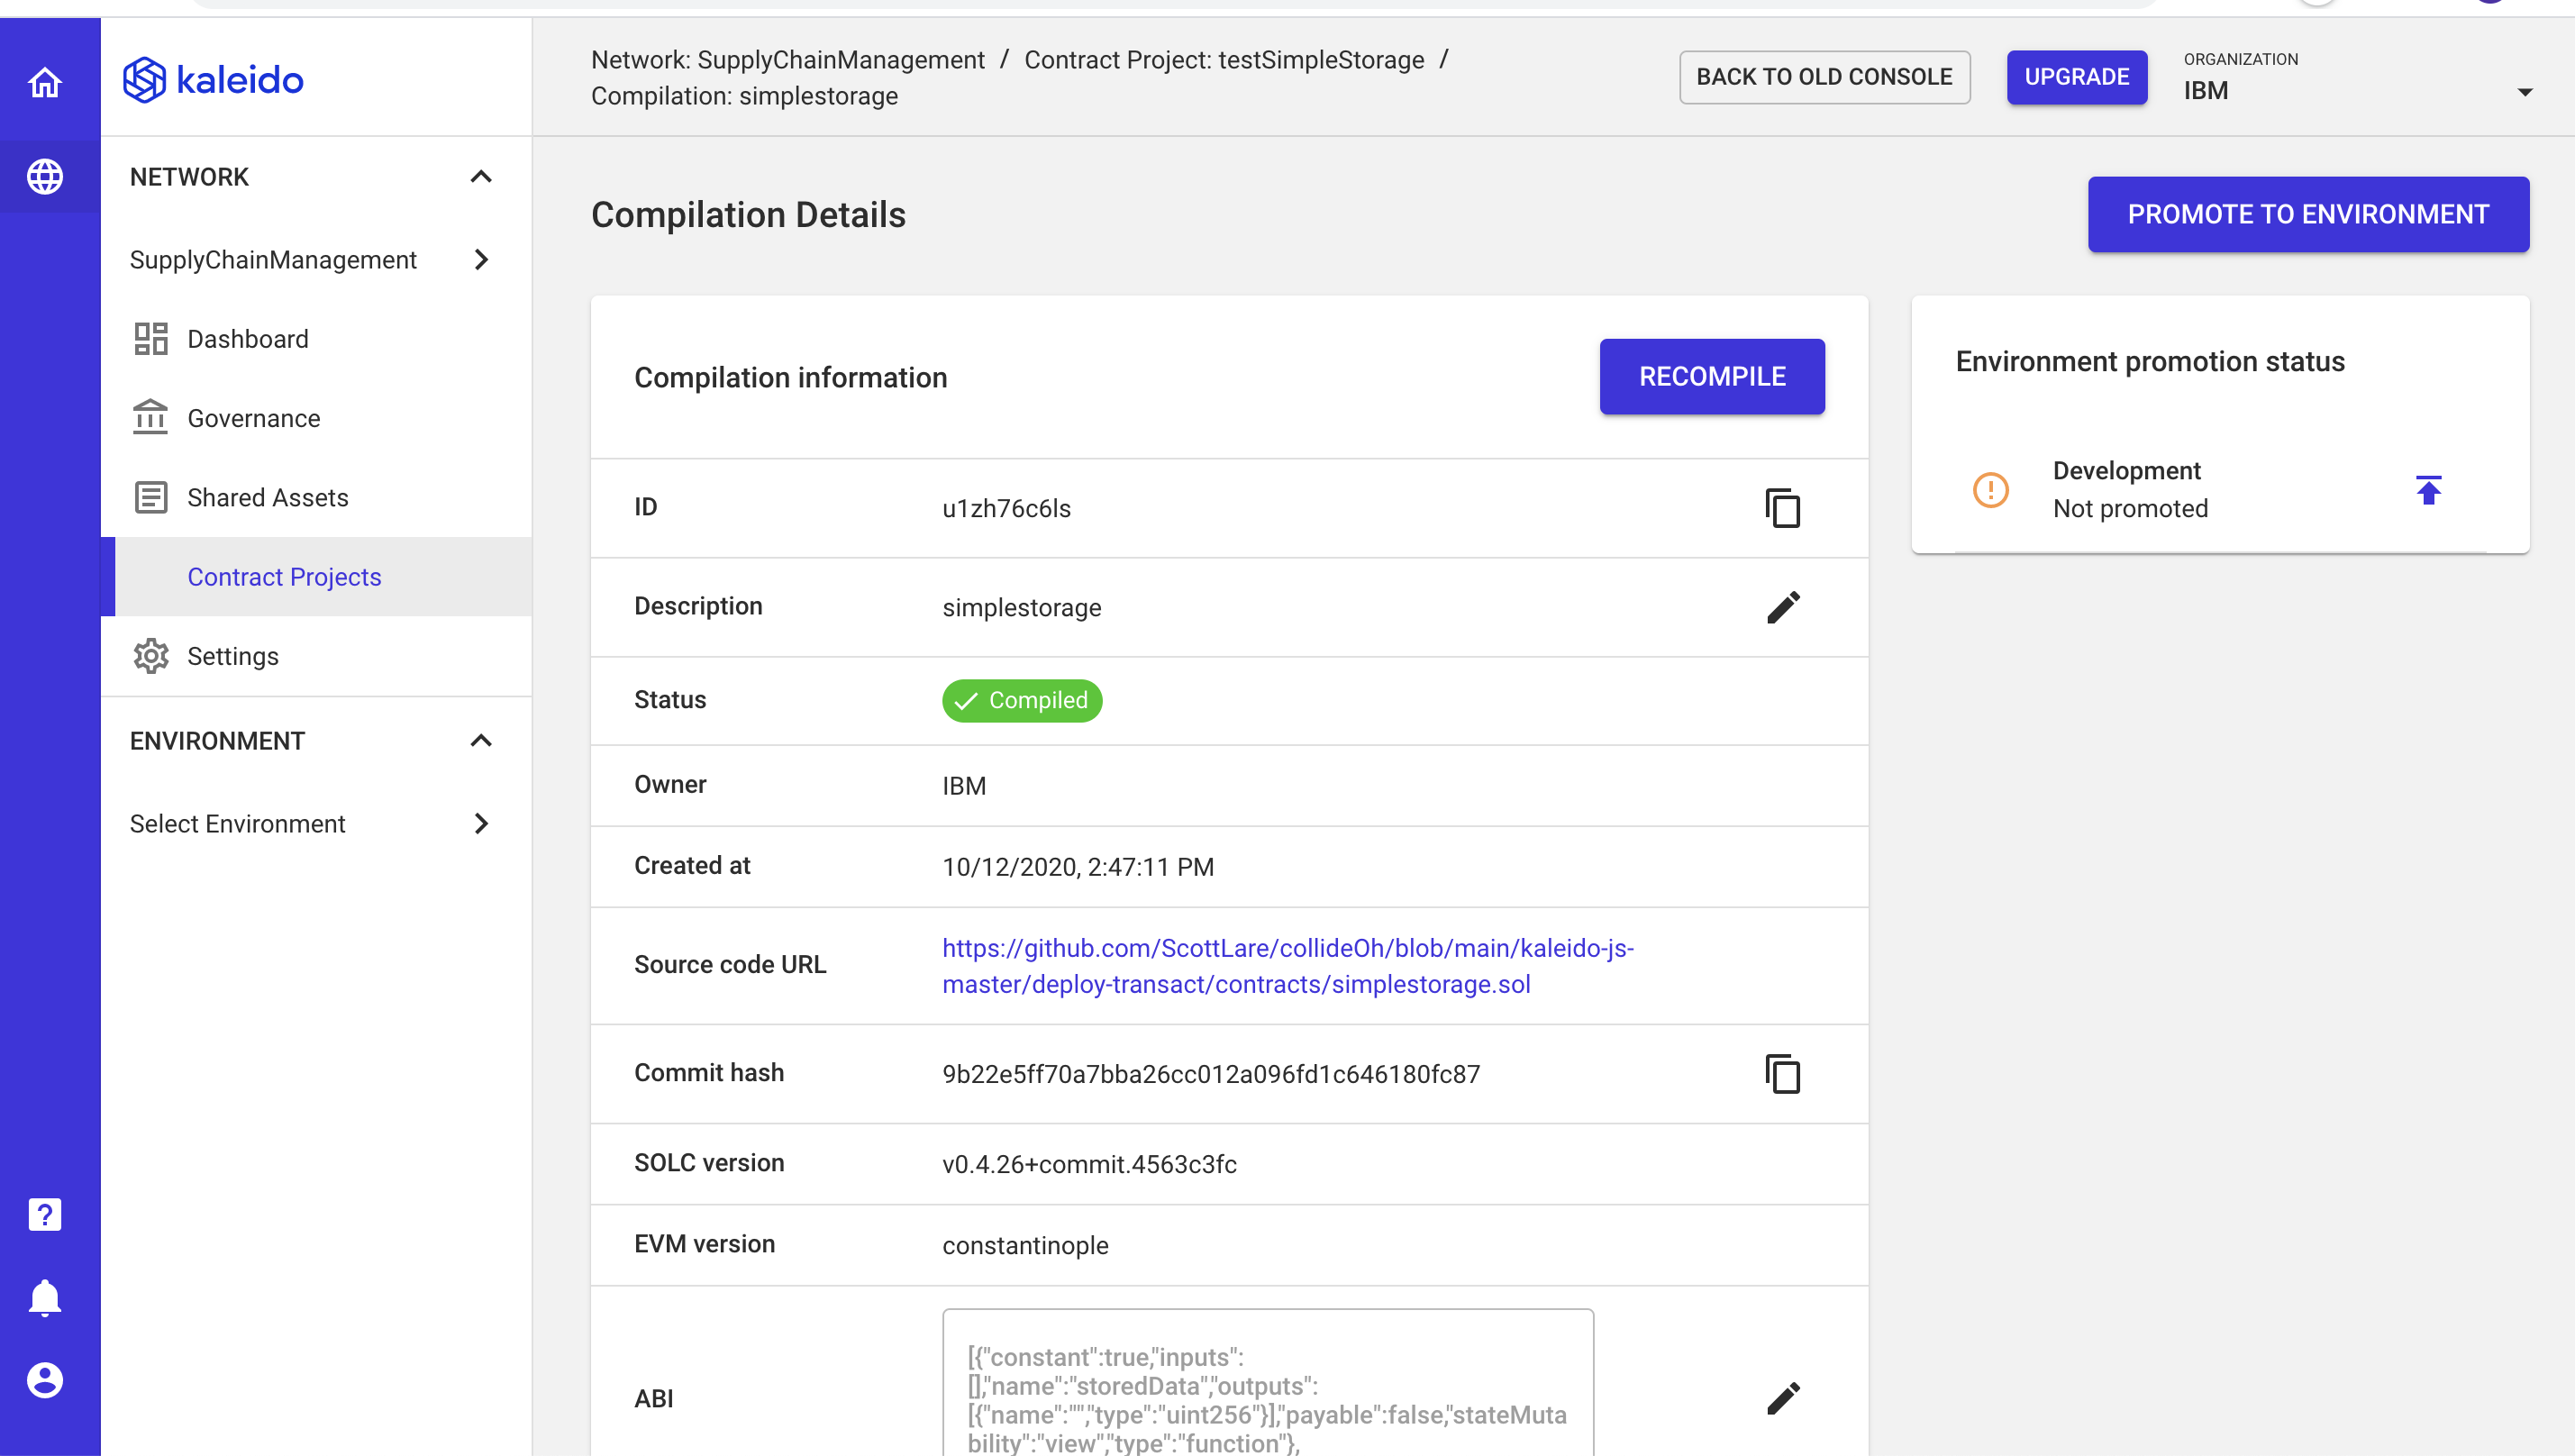 kaleido
NETWORK
SupplyChainManagement
Dashboard
Governance
Shared Assets
Contract Projects
Settings
ENVIRONMENT
Select Environment
?
Network: SupplyChainManagement / Contract Project: testSimpleStorage /
Compilation: simplestorage
BACK TO OLD CONSOLE
UPGRADE
ORGANIZATION
IBM
Compilation Details
PROMOTE TO ENVIRONMENT
Compilation information
RECOMPILE
ID u1zh76c6ls
Description simplestorage
Status Compiled
Owner IBM
Created at 10/12/2020, 2:47:11 PM
Source code URL https://github.com/ScottLare/collideOh/blob/main/kaleido-js-
master/deploy-transact/contracts/simplestorage.sol
Commit hash 9b22e5ff70a7bba26cc012a096fd1c646180fc87
SOLC version v0.4.26+commit.4563c3fc
EVM version constantinople
ABI
[{"constant":true,"inputs":
[],"name":"storedData","outputs":
[{"name":"","type":"uint256"}],"payable":false,"stateMuta
bility":"view","type":"function"},
Environment promotion status
Development
Not promoted